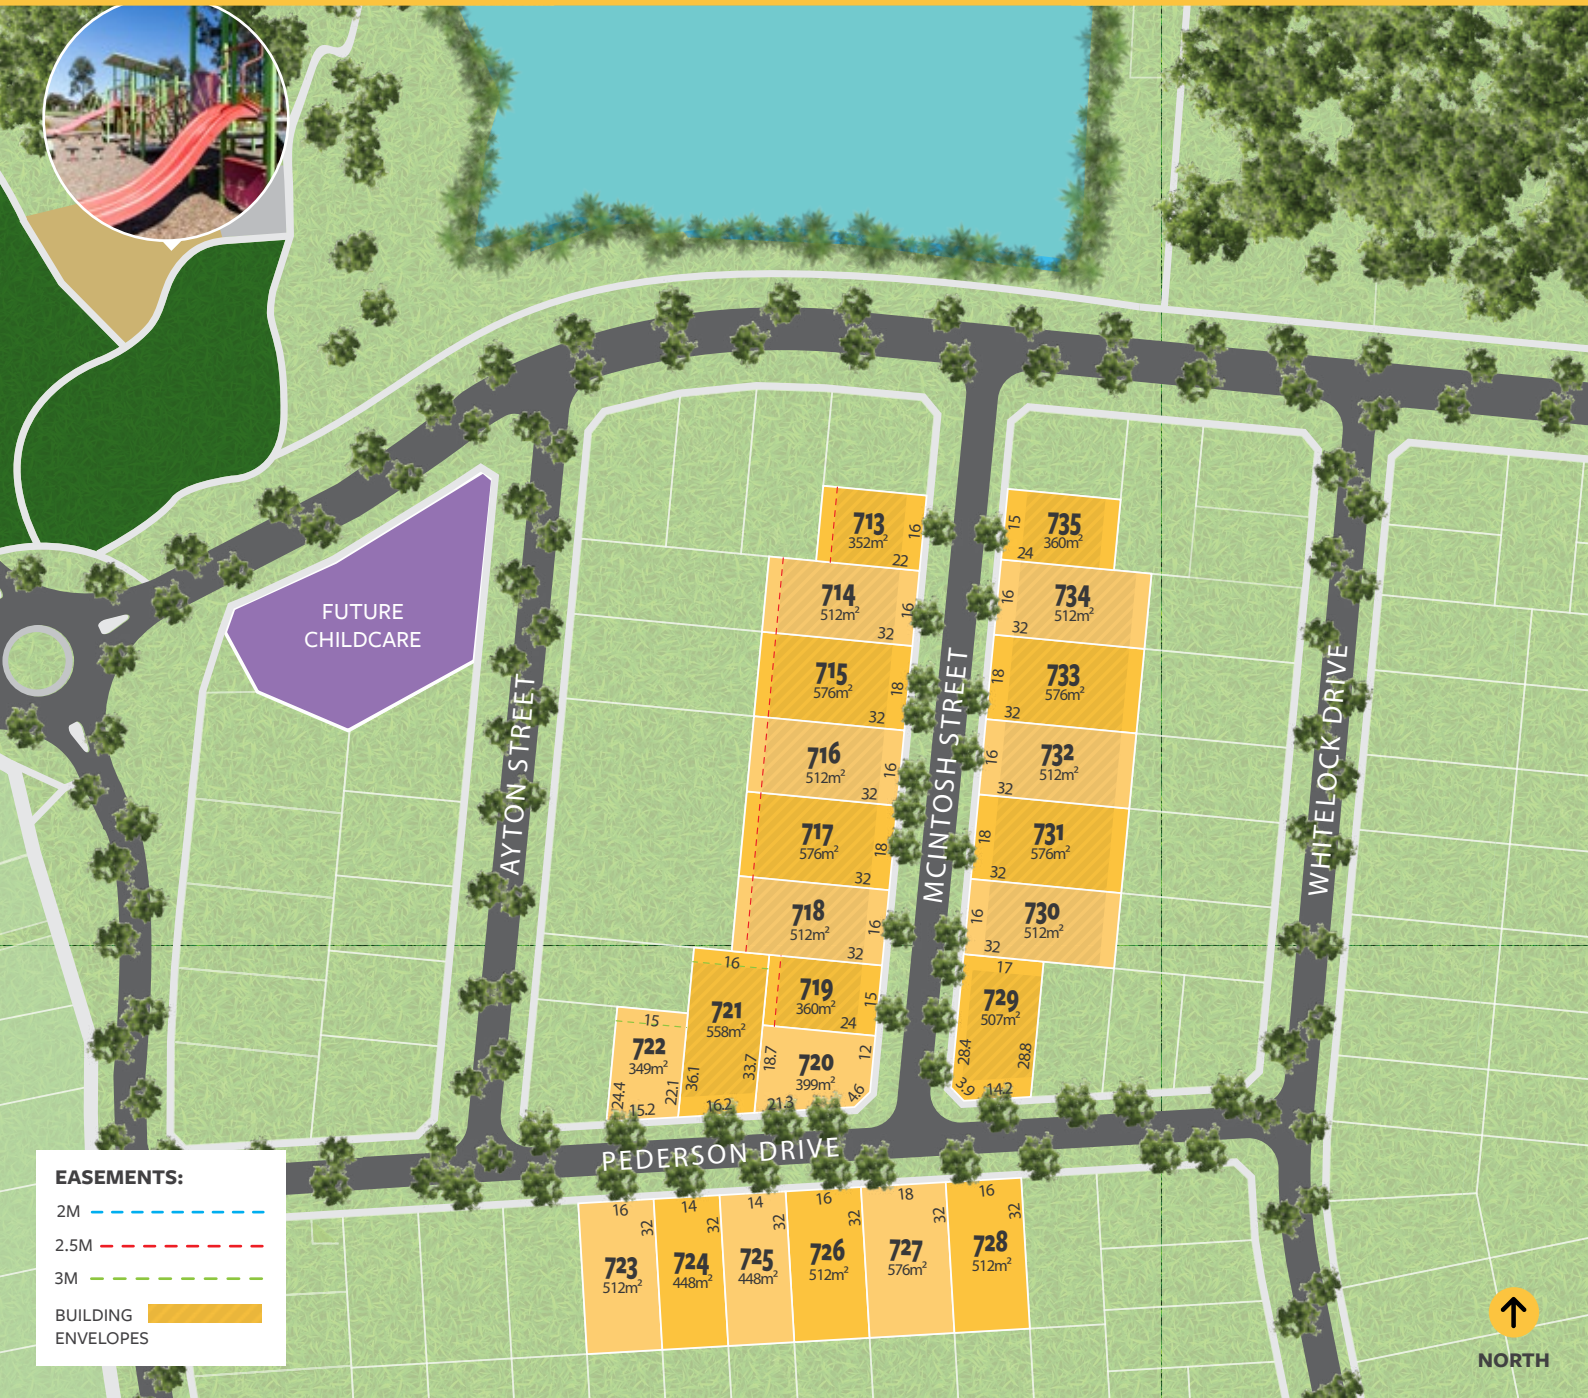 713
352m²
16
22
735
360m²
15
24
714
512m²
16
32
734
512m²
16
32
715
576m²
18
32
733
576m²
18
32
716
512m²
16
32
732
512m²
16
32
717
576m²
18
32
731
576m²
18
32
718
512m²
16
32
730
512m²
16
32
719
360m²
15
24
729
507m²
17
28.4
28.8
3.9
14.2
721
558m²
16
36.1
33.7
16.2
722
349m²
15
24.4
22.1
15.2
720
399m²
18.7
12
4.6
21.3
FUTURE
CHILDCARE
AYTON STREET
MCINTOSH STREET
WHITELOCK DRIVE
PEDERSON DRIVE
16
32
723
512m²
14
32
724
448m²
14
32
725
448m²
16
32
726
512m²
18
32
727
576m²
16
32
728
512m²
EASEMENTS:
2M
2.5M
3M
BUILDING
ENVELOPES
NORTH